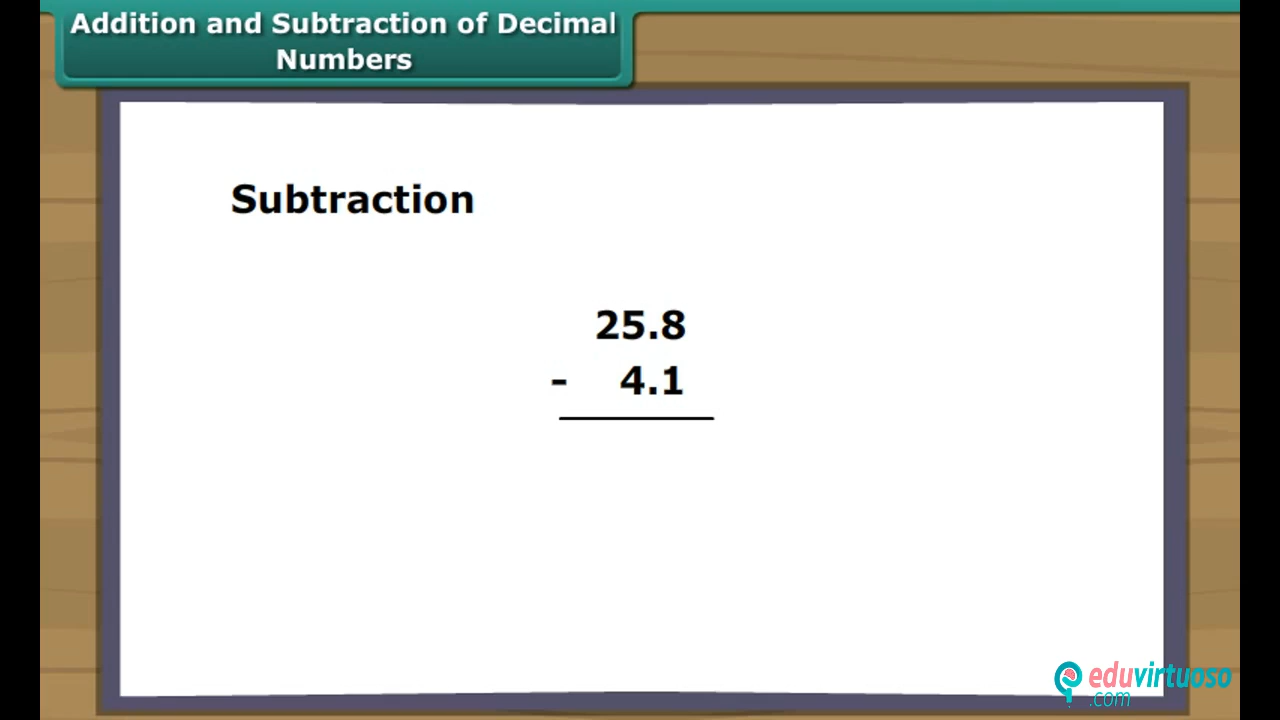 Addition and Subtraction of Decimal
Numbers
Subtraction
25.8
- 4.1
eduvirtuoso
.com